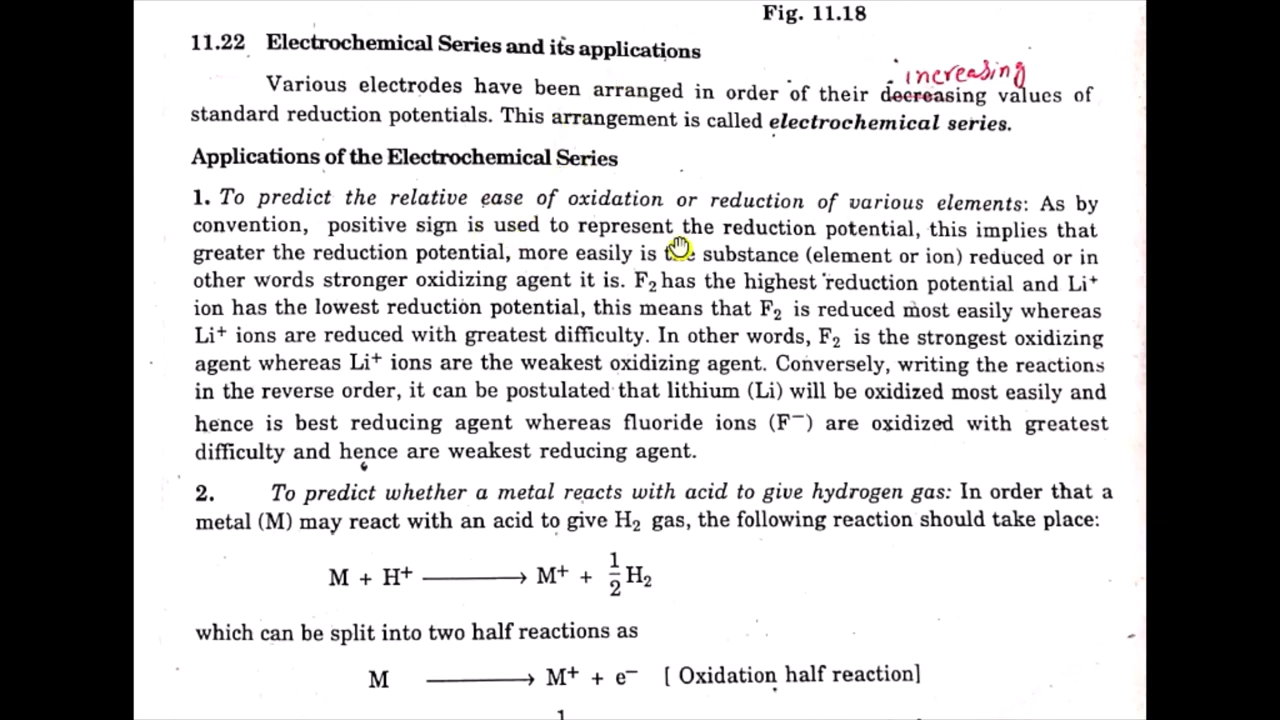 Fig. 11.18
11.22 Electrochemical Series and its applications
increasing
Various electrodes have been arranged in order of their decreasing values of
standard reduction potentials. This arrangement is called electrochemical series.
Applications of the Electrochemical Series
1. To predict the relative ease of oxidation or reduction of various elements: As by
convention, positive sign is used to represent the reduction potential, this implies that
greater the reduction potential, more easily is substance (element or ion) reduced or in
other words stronger oxidizing agent it is. F₂ has the highest reduction potential and Li⁺
ion has the lowest reduction potential, this means that F₂ is reduced most easily whereas
Li⁺ ions are reduced with greatest difficulty. In other words, F₂ is the strongest oxidizing
agent whereas Li⁺ ions are the weakest oxidizing agent. Conversely, writing the reactions
in the reverse order, it can be postulated that lithium (Li) will be oxidized most easily and
hence is best reducing agent whereas fluoride ions (F⁻) are oxidized with greatest
difficulty and hence are weakest reducing agent.
2. To predict whether a metal reacts with acid to give hydrogen gas: In order that a
metal (M) may react with an acid to give H₂ gas, the following reaction should take place:
M + H⁺ ⟶ M⁺ + ½H₂
which can be split into two half reactions as
M ⟶ M⁺ + e⁻ [ Oxidation half reaction]